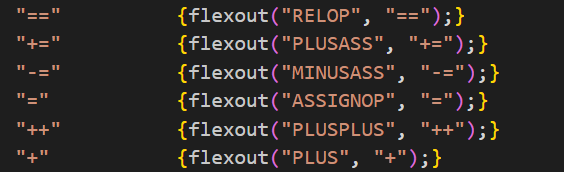 "==" {flexout("RELOP", "==");}
"+=" {flexout("PLUSASS", "+=");}
"-=" {flexout("MINUSASS", "-=");}
"=" {flexout("ASSIGNOP", "=");}
"++" {flexout("PLUSPLUS", "++");}
"+" {flexout("PLUS", "+");}